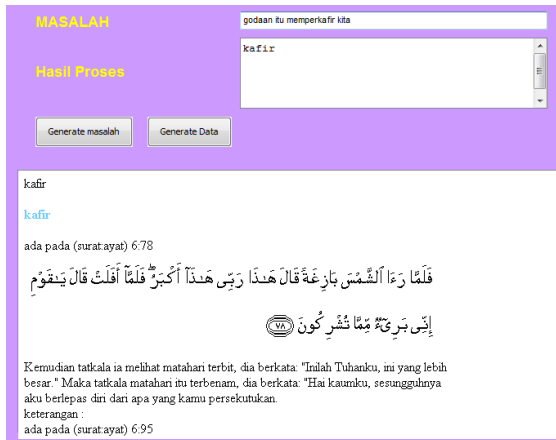 MASALAH
godaan itu memperkafir kita
Hasil Proses
kafir
Generate masalah
Generate Data
kafir
kafir
ada pada (surat:ayat) 6:78
فَلَمَّا رَءَا ٱلشَّمْسَ بَازِغَةً قَالَ هَـٰذَا رَبِّى هَـٰذَآ أَكْبَرُ ۖ فَلَمَّآ أَفَلَتْ قَالَ يَـٰقَوْمِ
إِنِّى بَرِىٓءٌ مِّمَّا تُشْرِكُونَ ﴿٧٨﴾
Kemudian tatkala ia melihat matahari terbit, dia berkata: "Inilah Tuhanku, ini yang lebih
besar." Maka tatkala matahari itu terbenam, dia berkata: "Hai kaumku, sesungguhnya
aku berlepas diri dari apa yang kamu persekutukan.
keterangan :
ada pada (surat:ayat) 6:95